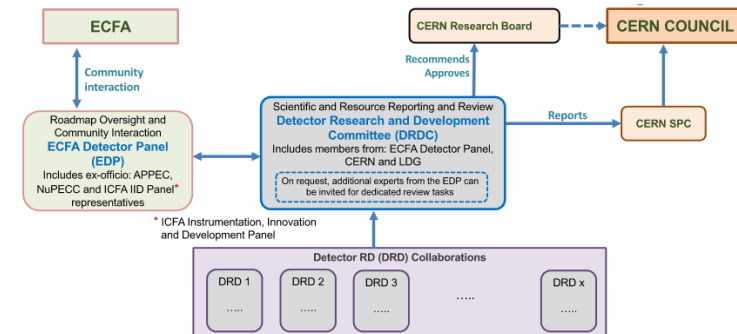 ECFA
CERN Research Board
CERN COUNCIL
Community
interaction
Recommends
Approves
Roadmap Oversight and
Community Interaction
ECFA Detector Panel
(EDP)
Includes ex-officio: APPEC,
NuPECC and ICFA IID Panel*
representatives
Scientific and Resource Reporting and Review
Detector Research and Development
Committee (DRDC)
Includes members from: ECFA Detector Panel,
CERN and LDG
On request, additional experts from the EDP can
be invited for dedicated review tasks
Reports
CERN SPC
* ICFA Instrumentation, Innovation
and Development Panel
Detector RD (DRD) Collaborations
DRD 1
…..
DRD 2
…..
DRD 3
…..
…..
DRD x
…..